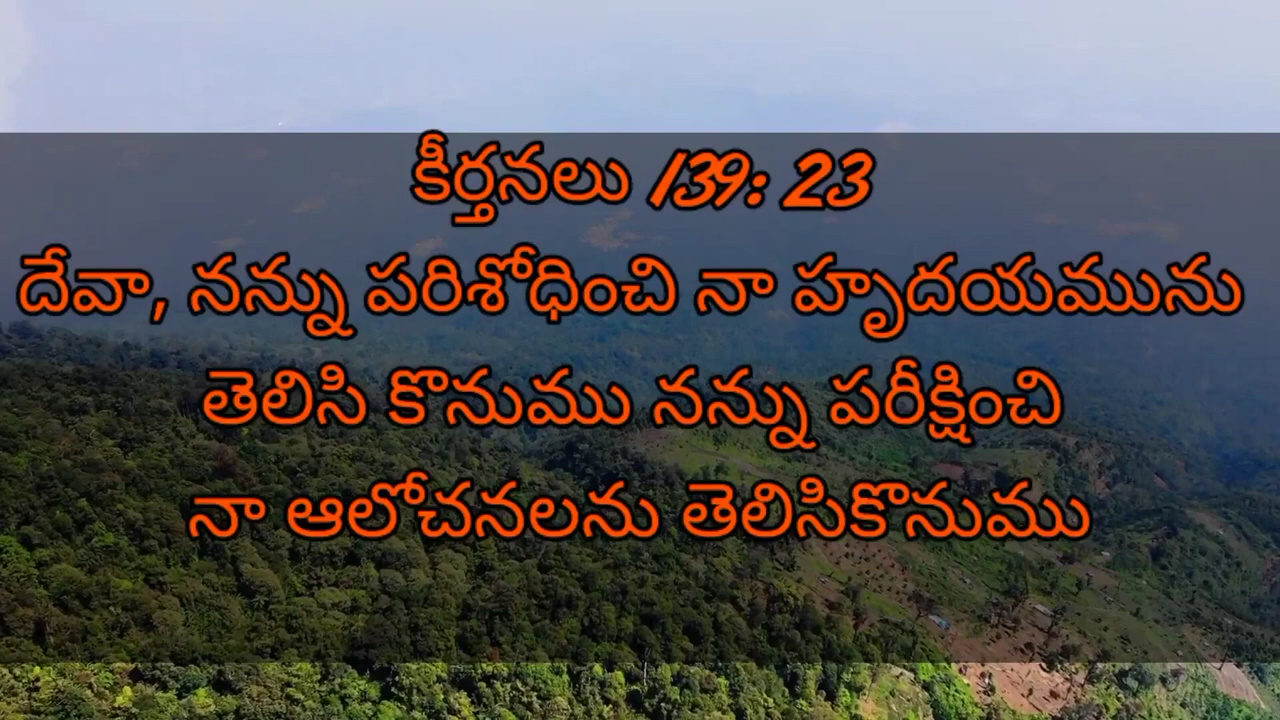 కీర్తనలు 139: 23
దేవా, నన్ను పరిశోధించి నా హృదయమును
తెలిసి కొనుము నన్ను పరీక్షించి
నా ఆలోచనలను తెలిసికొనుము